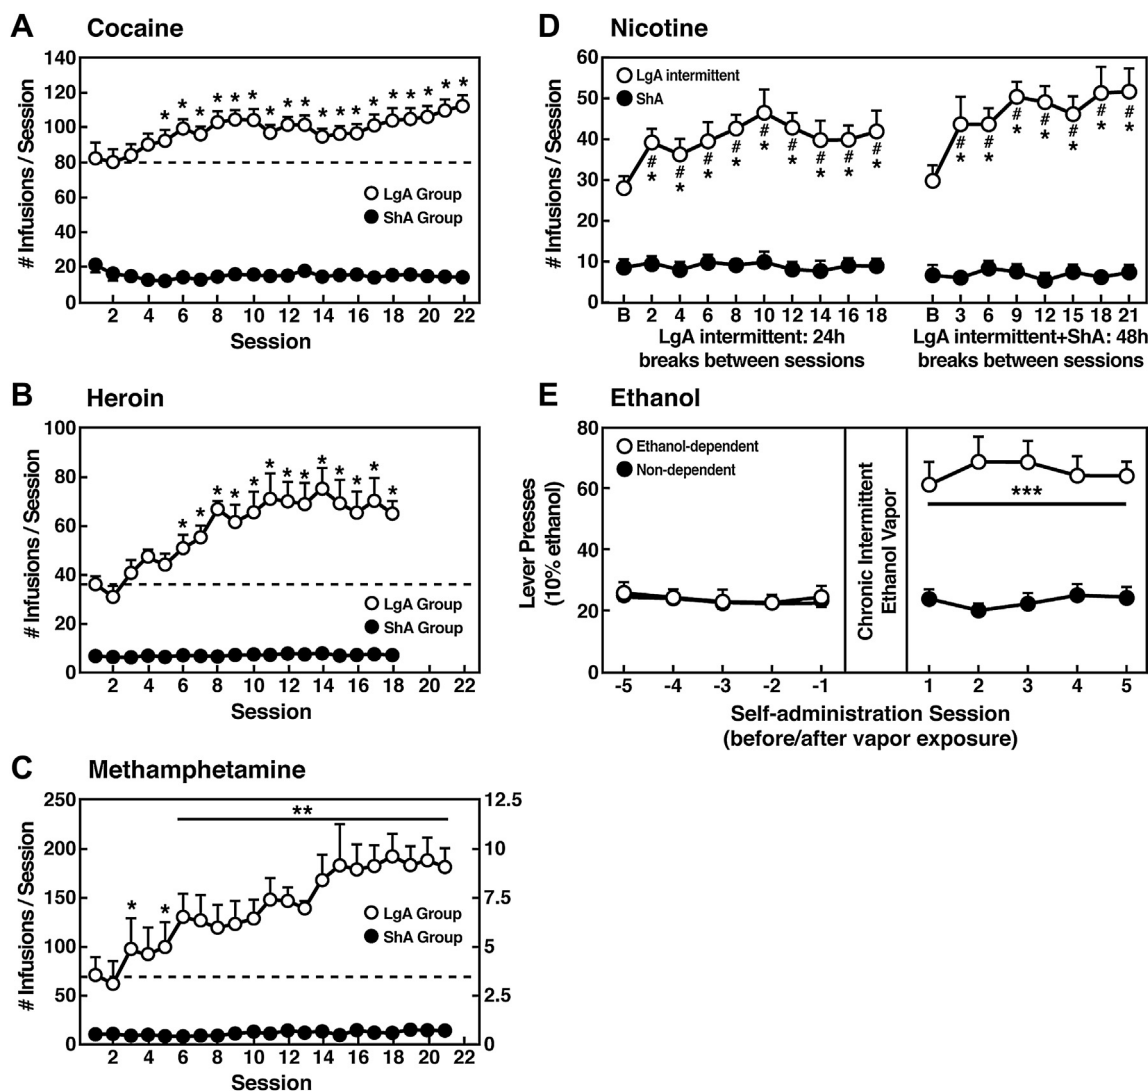 A Cocaine
# Infusions / Session
140
120
100
80
60
40
20
0
* * * * * * * * * * * * * * * * * *
LgA Group
ShA Group
2 4 6 8 10 12 14 16 18 20 22
Session
B Heroin
# Infusions / Session
100
80
60
40
20
0
* * * * * * * * * * * * *
LgA Group
ShA Group
2 4 6 8 10 12 14 16 18 20 22
Session
C Methamphetamine
# Infusions / Session
250
200
150
100
50
0
12.5
10
7.5
5
2.5
0
* *
**
LgA Group
ShA Group
2 4 6 8 10 12 14 16 18 20 22
Session
D Nicotine
# Infusions / Session
60
50
40
30
20
10
0
LgA intermittent
ShA
# # # # # # # # #
* * * * * * * * *
# # # # # # #
* * * * * * *
B 2 4 6 8 10 12 14 16 18
LgA intermittent: 24h
breaks between sessions
B 3 6 9 12 15 18 21
LgA intermittent+ShA: 48h
breaks between sessions
E Ethanol
Lever Presses
(10% ethanol)
80
60
40
20
0
Ethanol-dependent
Non-dependent
Chronic Intermittent
Ethanol Vapor
***
-5 -4 -3 -2 -1
1 2 3 4 5
Self-administration Session
(before/after vapor exposure)